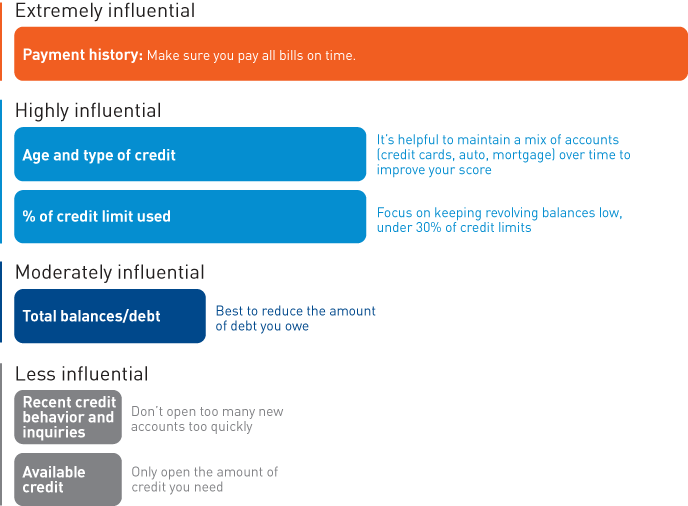 Extremely influential
Payment history: Make sure you pay all bills on time.
Highly influential
Age and type of credit
It's helpful to maintain a mix of accounts
(credit cards, auto, mortgage) over time to
improve your score
% of credit limit used
Focus on keeping revolving balances low,
under 30% of credit limits
Moderately influential
Total balances/debt
Best to reduce the amount
of debt you owe
Less influential
Recent credit
behavior and
inquiries
Don't open too many new
accounts too quickly
Available
credit
Only open the amount of
credit you need